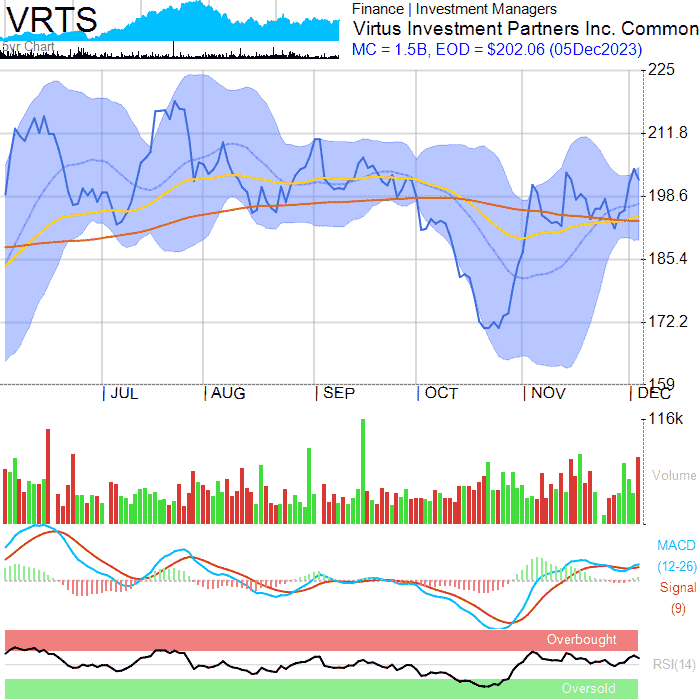 VRTS
Finance | Investment Managers
Virtus Investment Partners Inc. Common
MC = 1.5B, EOD = $202.06 (05Dec2023)
5yr Chart
225
211.8
198.6
185.4
172.2
159
JUL AUG SEP OCT NOV DEC
116k
Volume
MACD
(12-26)
Signal
(9)
Overbought
RSI(14)
Oversold